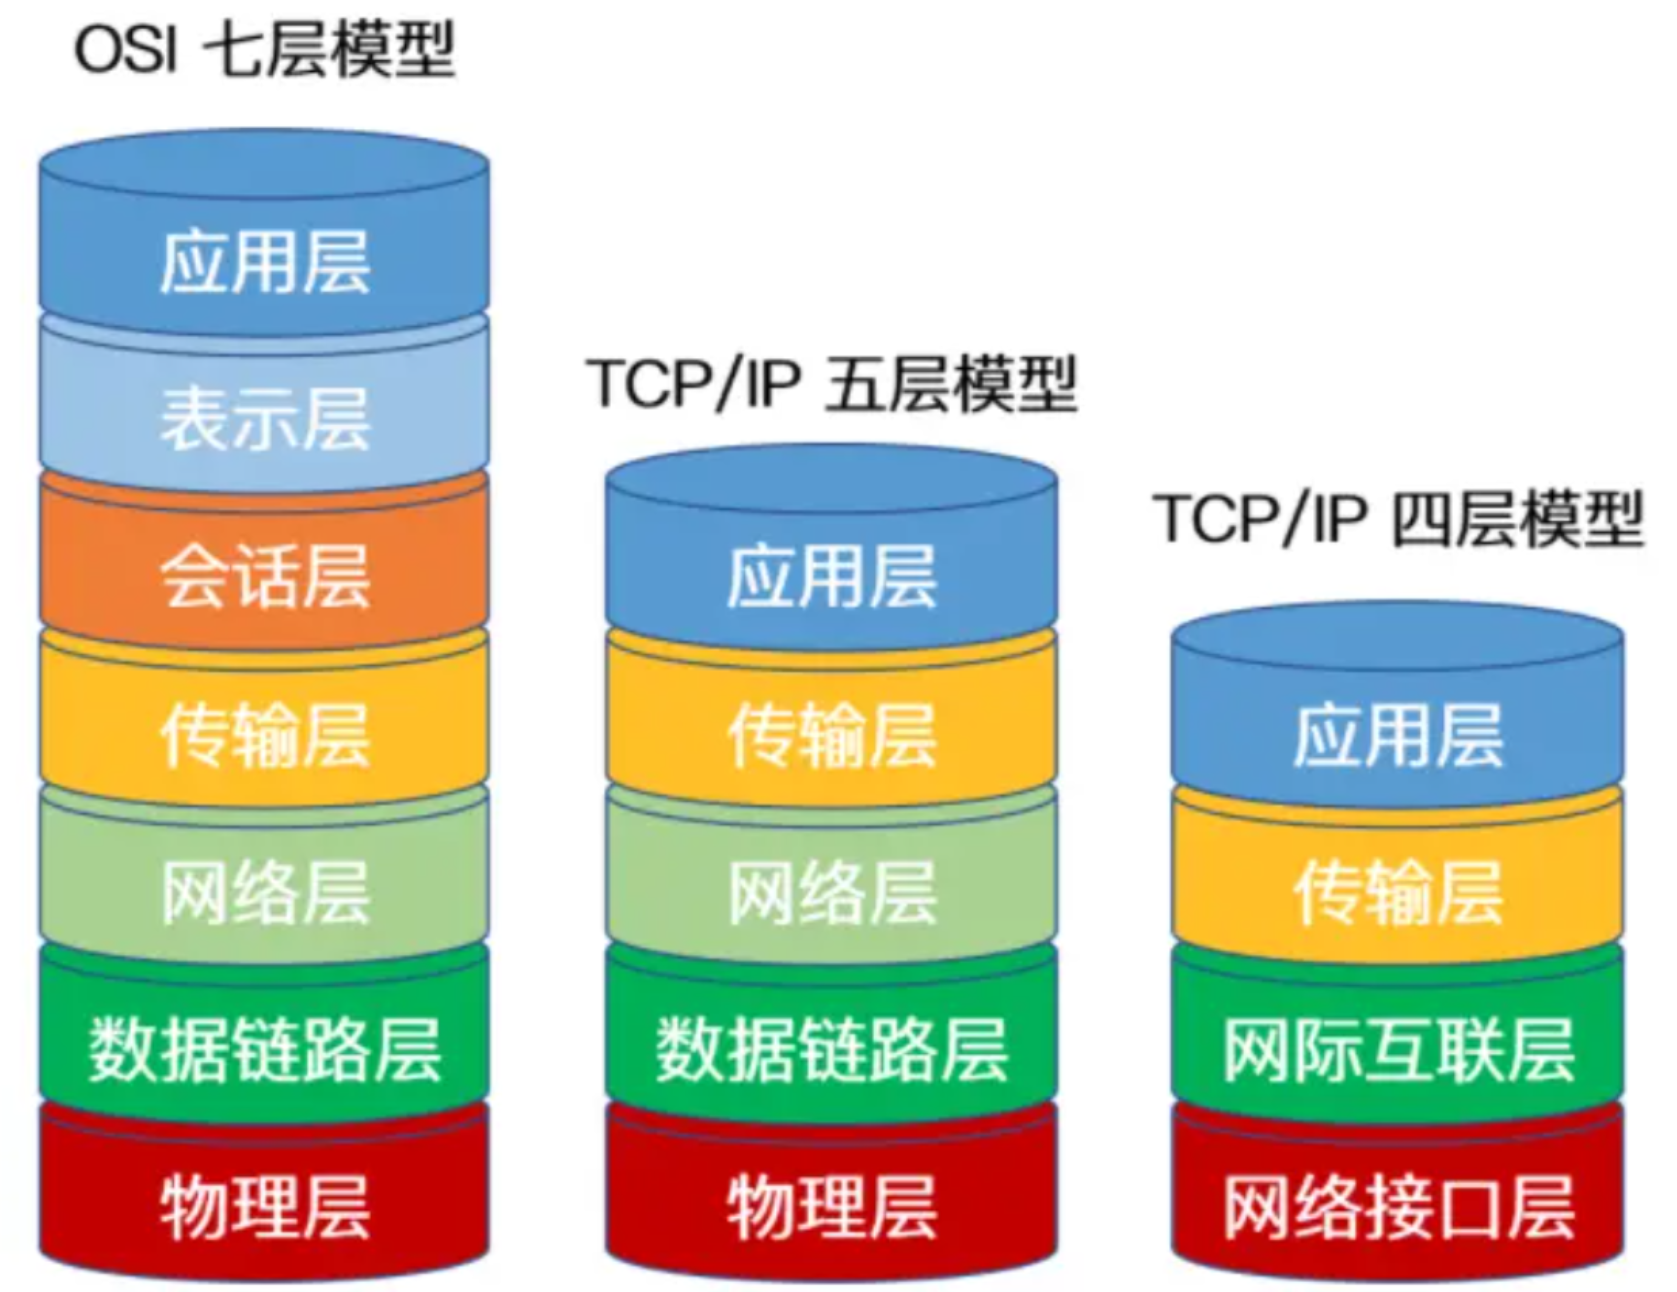 OSI 七层模型
应用层
表示层
会话层
传输层
网络层
数据链路层
物理层
TCP/IP 五层模型
应用层
传输层
网络层
数据链路层
物理层
TCP/IP 四层模型
应用层
传输层
网际互联层
网络接口层